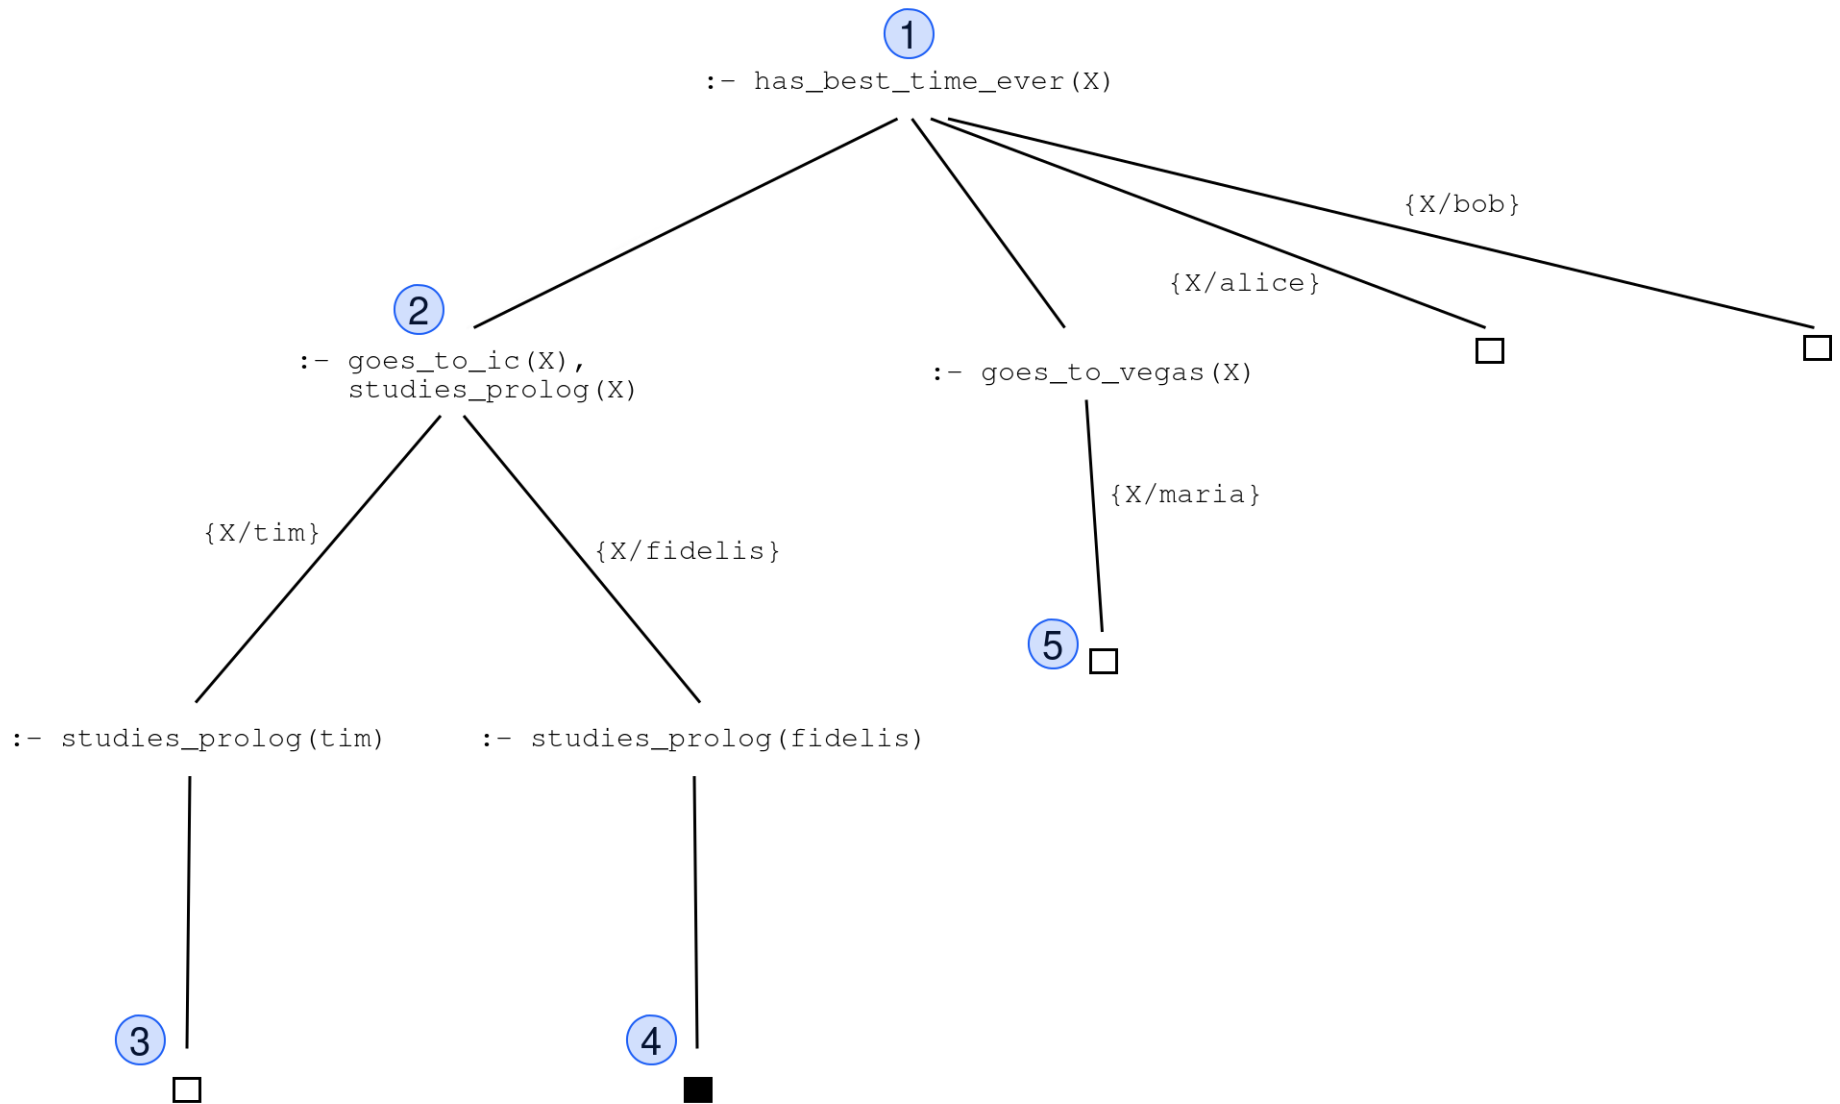 1
:- has_best_time_ever(X)
{X/bob}
{X/alice}
2
:- goes_to_ic(X),
studies_prolog(X)
:- goes_to_vegas(X)
{X/maria}
{X/tim}
{X/fidelis}
5
:- studies_prolog(tim)
:- studies_prolog(fidelis)
3
4